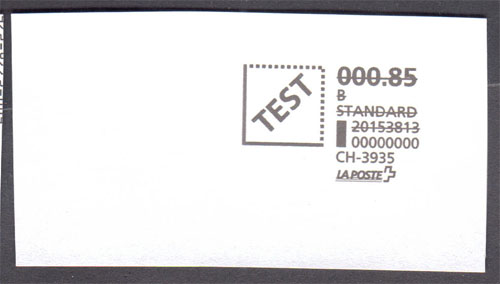 TEST
000.85
B
STANDARD
20153813
00000000
CH-3935
LA POSTE